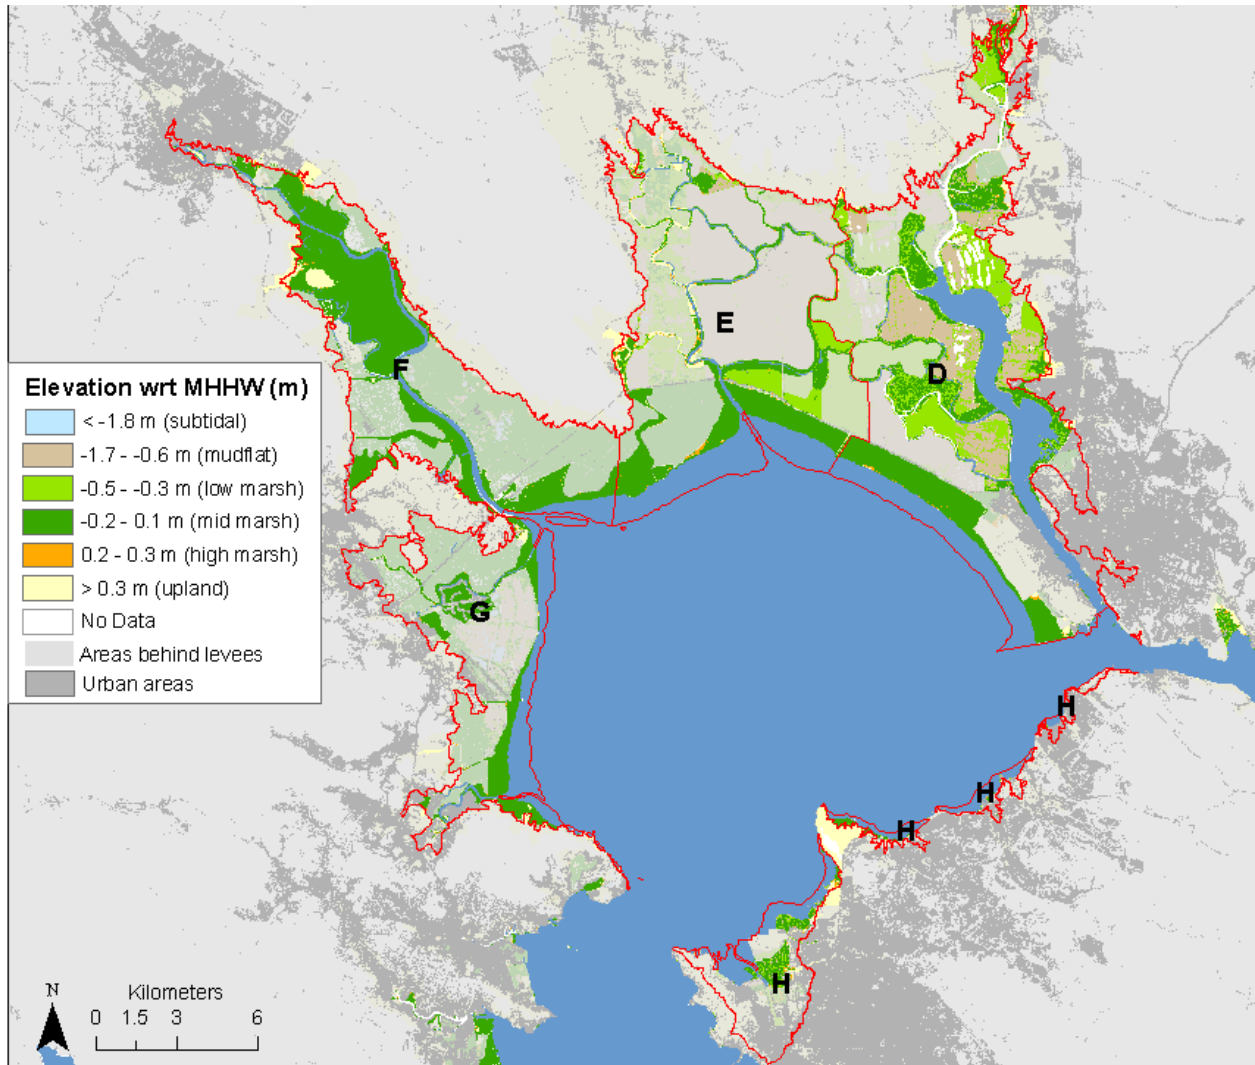 Elevation wrt MHHW (m)
< -1.8 m (subtidal)
-1.7 - -0.6 m (mudflat)
-0.5 - -0.3 m (low marsh)
-0.2 - 0.1 m (mid marsh)
0.2 - 0.3 m (high marsh)
> 0.3 m (upland)
No Data
Areas behind levees
Urban areas
E
D
F
G
H
H
H
H
N
Kilometers
0 1.5 3 6